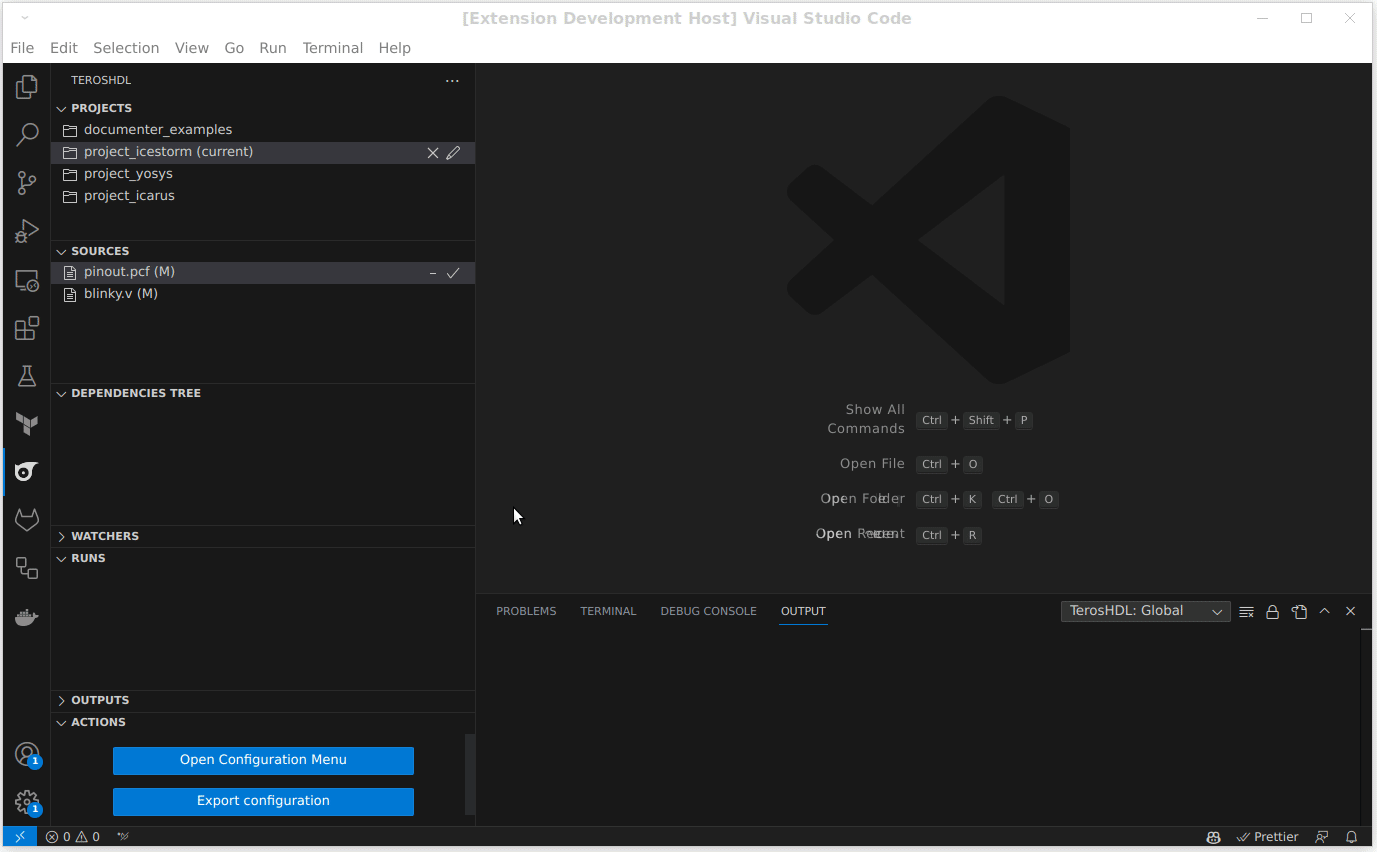 [Extension Development Host] Visual Studio Code
File Edit Selection View Go Run Terminal Help
TEROSHDL
PROJECTS
documenter_examples
project_icestorm (current)
project_yosys
project_icarus
SOURCES
pinout.pcf (M)
blinky.v (M)
DEPENDENCIES TREE
WATCHERS
RUNS
OUTPUTS
ACTIONS
Open Configuration Menu
Export configuration
1
1
Show All
Commands Ctrl + Shift + P
Open File Ctrl + O
Open Folder Ctrl + K Ctrl + O
Open Recent Ctrl + R
PROBLEMS TERMINAL DEBUG CONSOLE OUTPUT TerosHDL: Global
0 0 Prettier